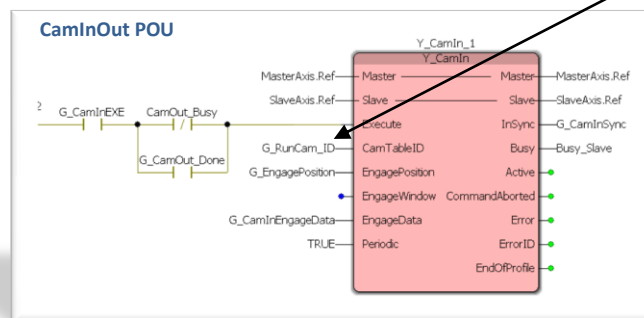 CamInOut POU
Y_CamIn_1
Y_CamIn
MasterAxis.Ref Master Master MasterAxis.Ref
SlaveAxis.Ref Slave Slave SlaveAxis.Ref
2 G_CamInEXE CamOut_Busy Execute InSync G_CamInSync
G_RunCam_ID CamTableID Busy Busy_Slave
G_CamOut_Done
G_EngagePosition EngagePosition Active
EngageWindow CommandAborted
G_CamInEngageData EngageData Error
TRUE Periodic ErrorID
EndOfProfile